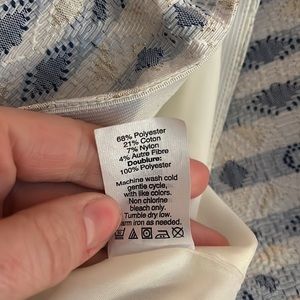 68% Polyester
21% Coton
7% Nylon
4% Autre Fibre
Doublure:
100% Polyester
Machine wash cold
gentle cycle,
with like colors.
Non chlorine
bleach only.
Tumble dry low.
warm iron as needed.